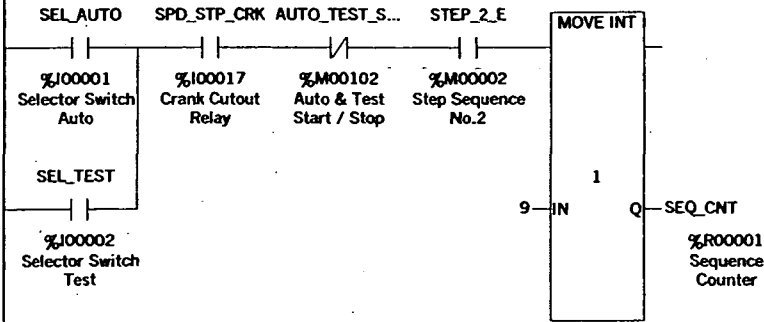 SEL_AUTO SPD_STP_CRK AUTO_TEST_S... STEP_2_E MOVE INT
%I00001 %I00017 %M00102 %M00002
Selector Switch Crank Cutout Auto & Test Step Sequence
Auto Relay Start / Stop No.2
SEL_TEST 1
9 IN Q SEQ_CNT
%I00002 %R00001
Selector Switch Sequence
Test Counter